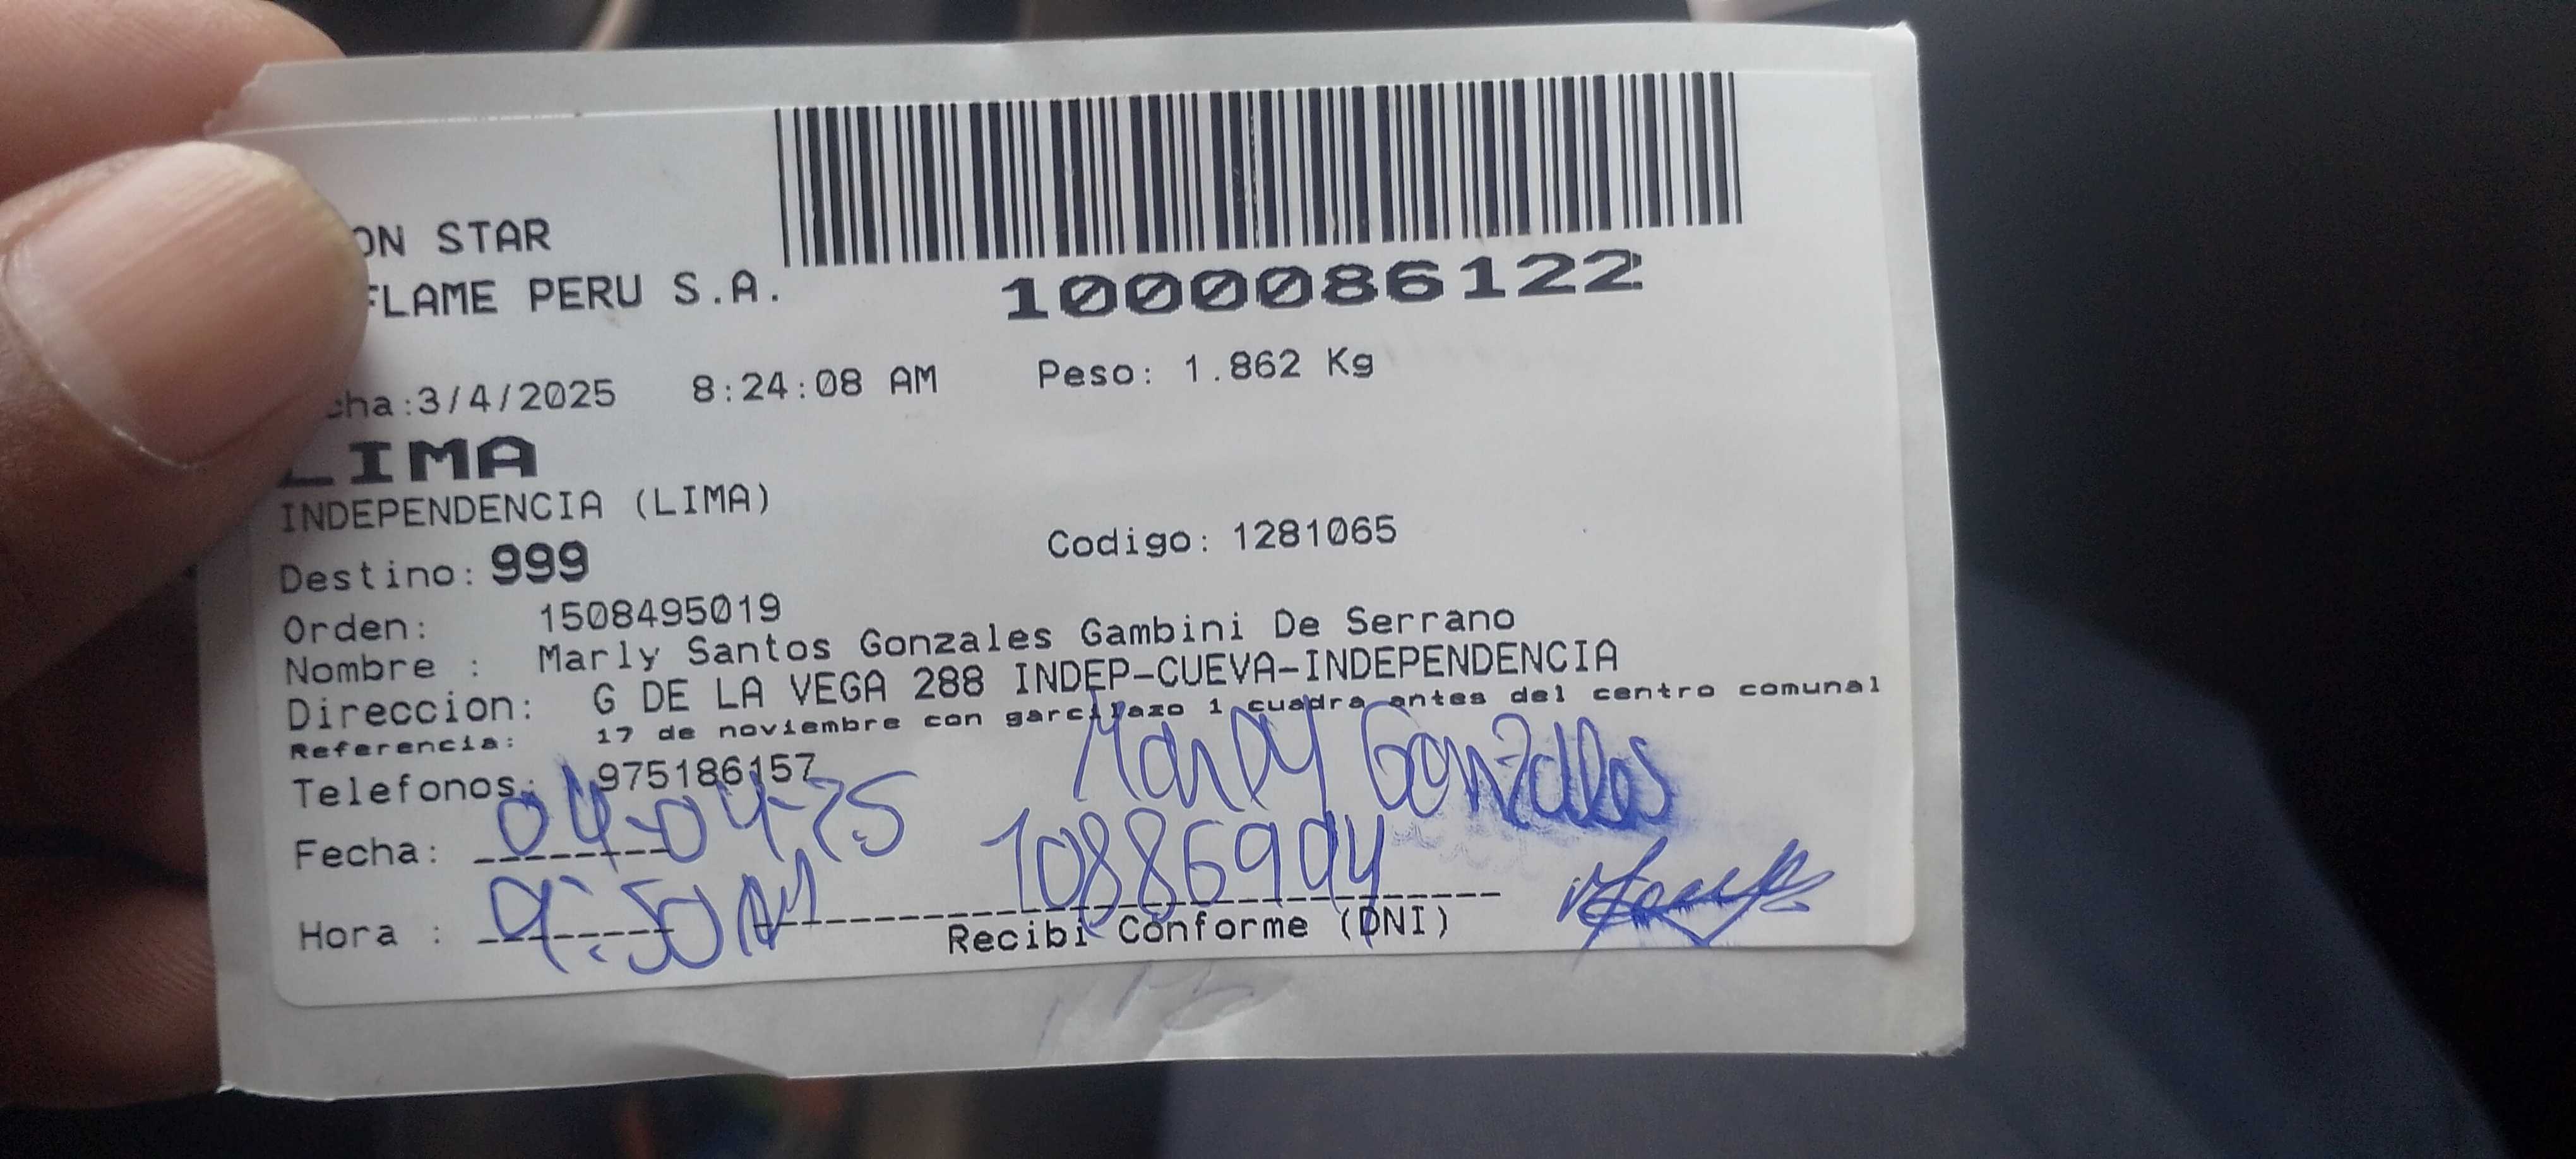 ON STAR
FLAME PERU S.A.
1000086122
cha:3/4/2025 8:24:08 AM Peso: 1.862 Kg
LIMA
INDEPENDENCIA (LIMA)
Destino: 999 Codigo: 1281065
Orden: 1508495019
Nombre : Marly Santos Gonzales Gambini De Serrano
Direccion: G DE LA VEGA 288 INDEP-CUEVA-INDEPENDENCIA
Referencia: 17 de noviembre con garcilazo 1 cuadra antes del centro comunal
Telefonos: 975186157
Gonzales
Fecha: 04-04-25 10886904
Hora : 9:50 AM
Recibi Conforme (DNI)